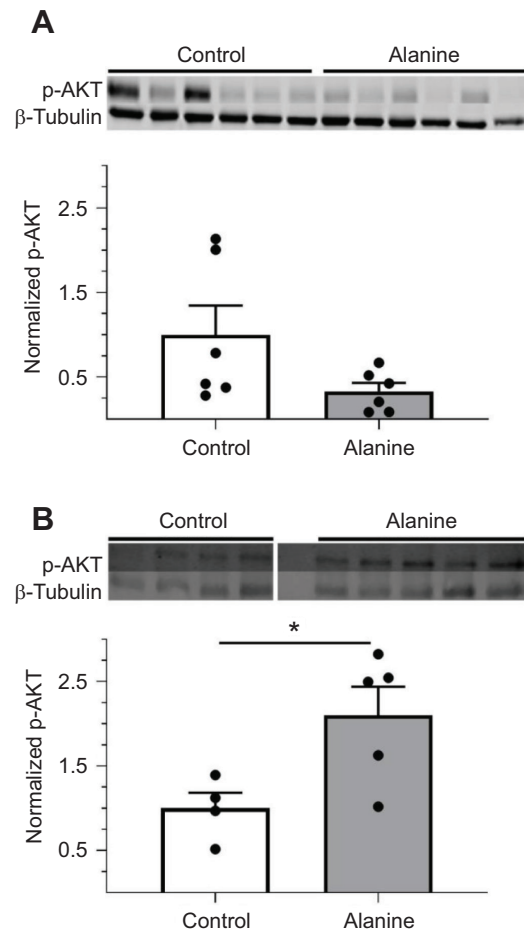 A
Control Alanine
p-AKT
β-Tubulin
Normalized p-AKT
2.5
1.5
0.5
Control Alanine
B
Control Alanine
p-AKT
β-Tubulin
*
Normalized p-AKT
2.5
1.5
0.5
Control Alanine